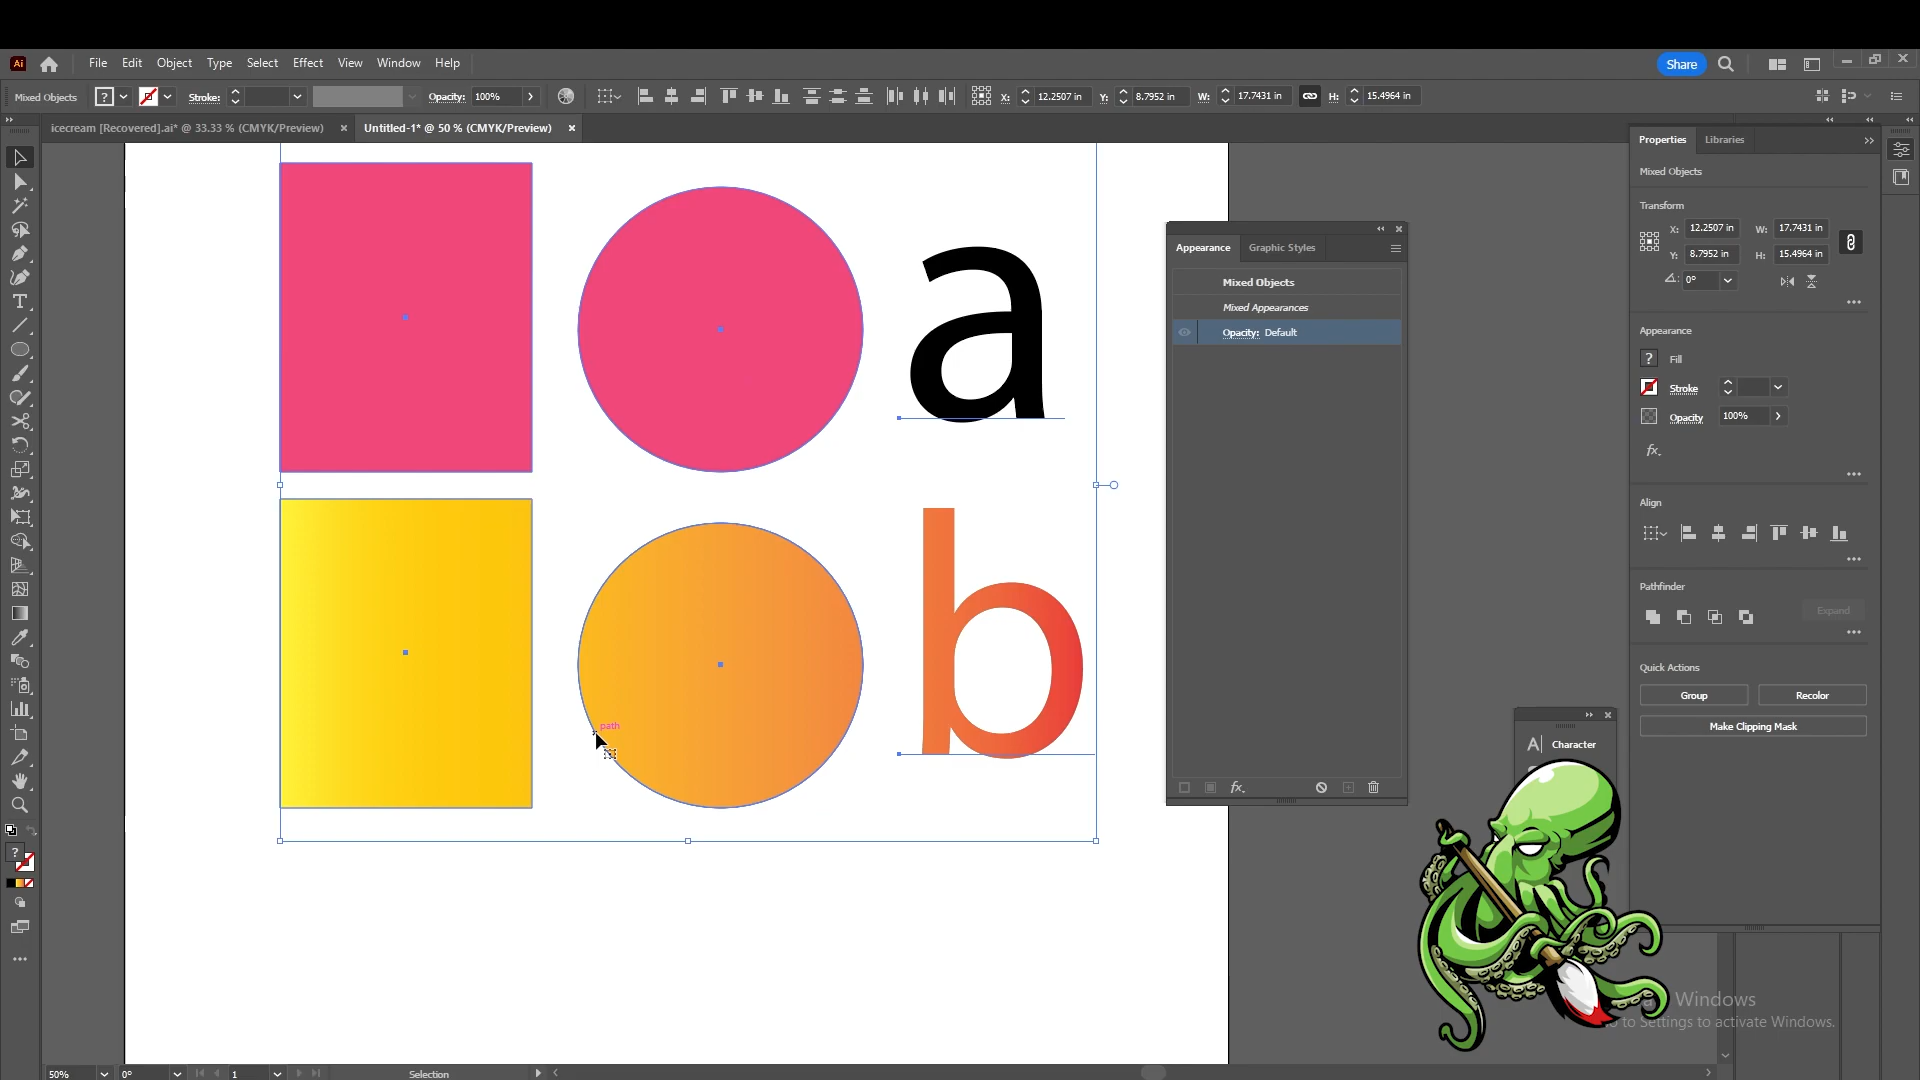 Ai File Edit Object Type Select Effect View Window Help Share
Mixed Objects ? Stroke: Opacity: 100% X: 12.2507 in Y: 8.7952 in W: 17.7431 in H: 15.4964 in
icecream [Recovered].ai* @ 33.33 % (CMYK/Preview) Untitled-1* @ 50 % (CMYK/Preview)
Properties Libraries
Mixed Objects
Transform
X: 12.2507 in W: 17.7431 in
Y: 8.7952 in H: 15.4964 in
0°
Appearance
? Fill
Stroke
Opacity 100%
fx.
Align
Pathfinder
Expand
Quick Actions
Group Recolor
Make Clipping Mask
Appearance Graphic Styles
Mixed Objects
Mixed Appearances
Opacity: Default
fx.
a
b
path
A Character
?
Windows
to Settings to activate Windows.
50% 0° 1 Selection